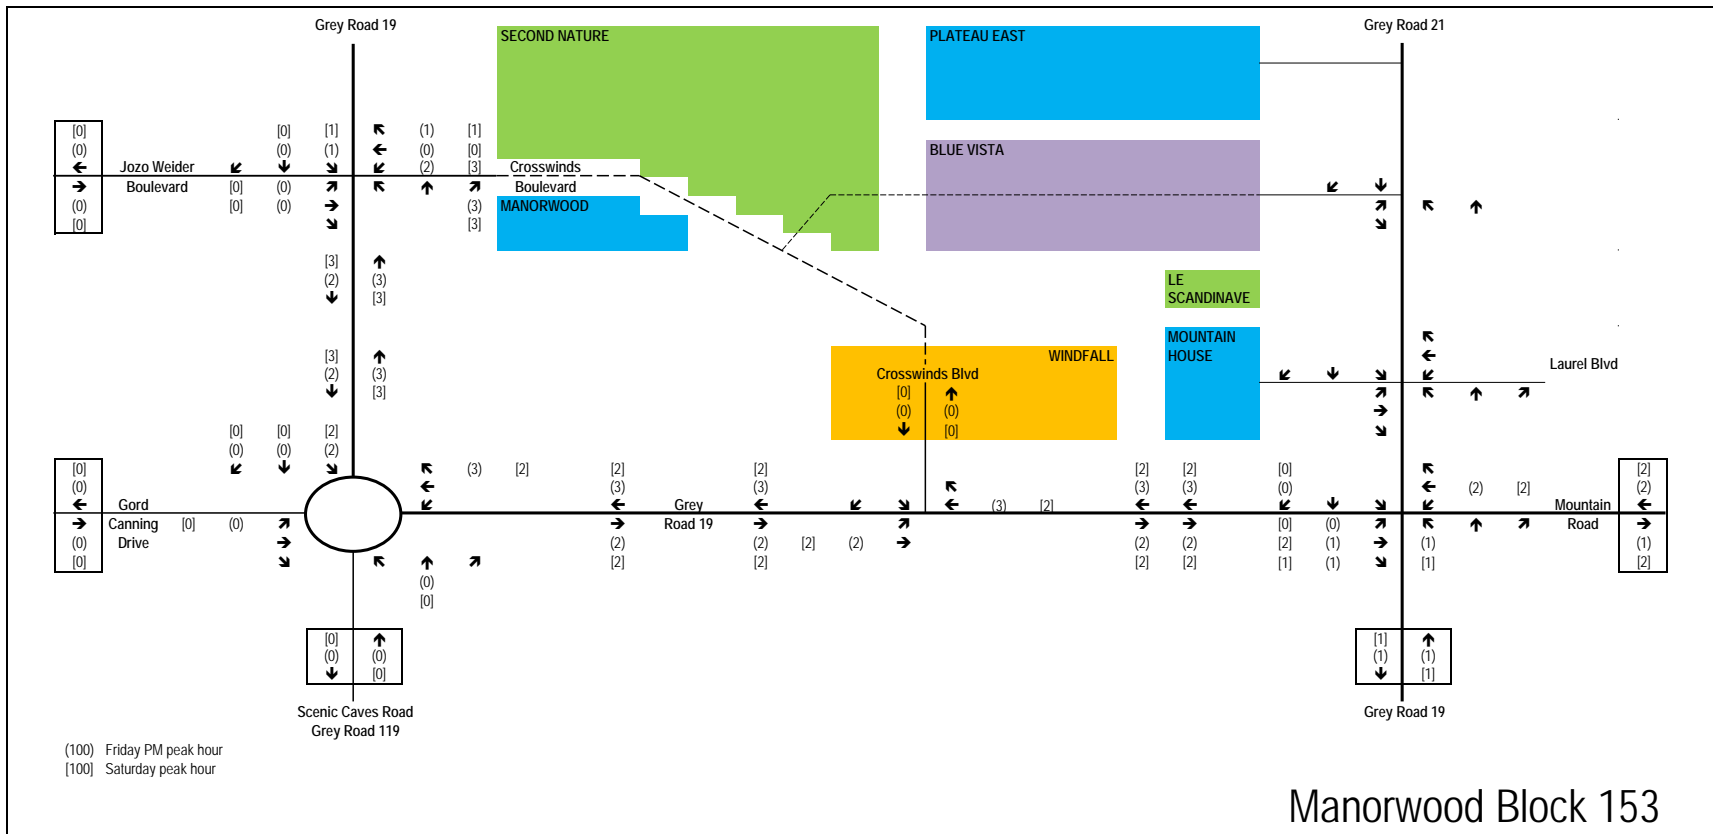 Grey Road 19
Grey Road 21
SECOND NATURE
PLATEAU EAST
[0] [0] [1] (1) [1]
(0) (0) (1) (0) [0]
BLUE VISTA
Jozo Weider (2) [3] Crosswinds
Boulevard [0] (0) Boulevard
(0) [0] (0) (3) MANORWOOD
[0] [3]
[3]
(2) (3)
[3]
LE
SCANDINAVE
MOUNTAIN
HOUSE
[3] WINDFALL
(2) (3) Crosswinds Blvd Laurel Blvd
[3] [0]
(0) (0)
[0]
[0] [0] [2]
(0) (0) (2)
[0] (3) [2] [2] [2] [2] [2] [0] [2]
(0) (3) (3) (3) (3) (0) (2) [2] (2)
Gord Grey (3) [2] Mountain
Canning [0] (0) Road 19 [0] (0) Road
Drive
(0) (2) (2) [2] (2) (2) (2) [2] (1) (1) (1)
[0] [2] [2] [2] [2] [1] (1) [1] [2]
(0)
[0]
[0] [1]
(0) (0) (1) (1)
[0] [1]
Scenic Caves Road
Grey Road 119
Grey Road 19
(100) Friday PM peak hour
[100] Saturday peak hour
Manorwood Block 153